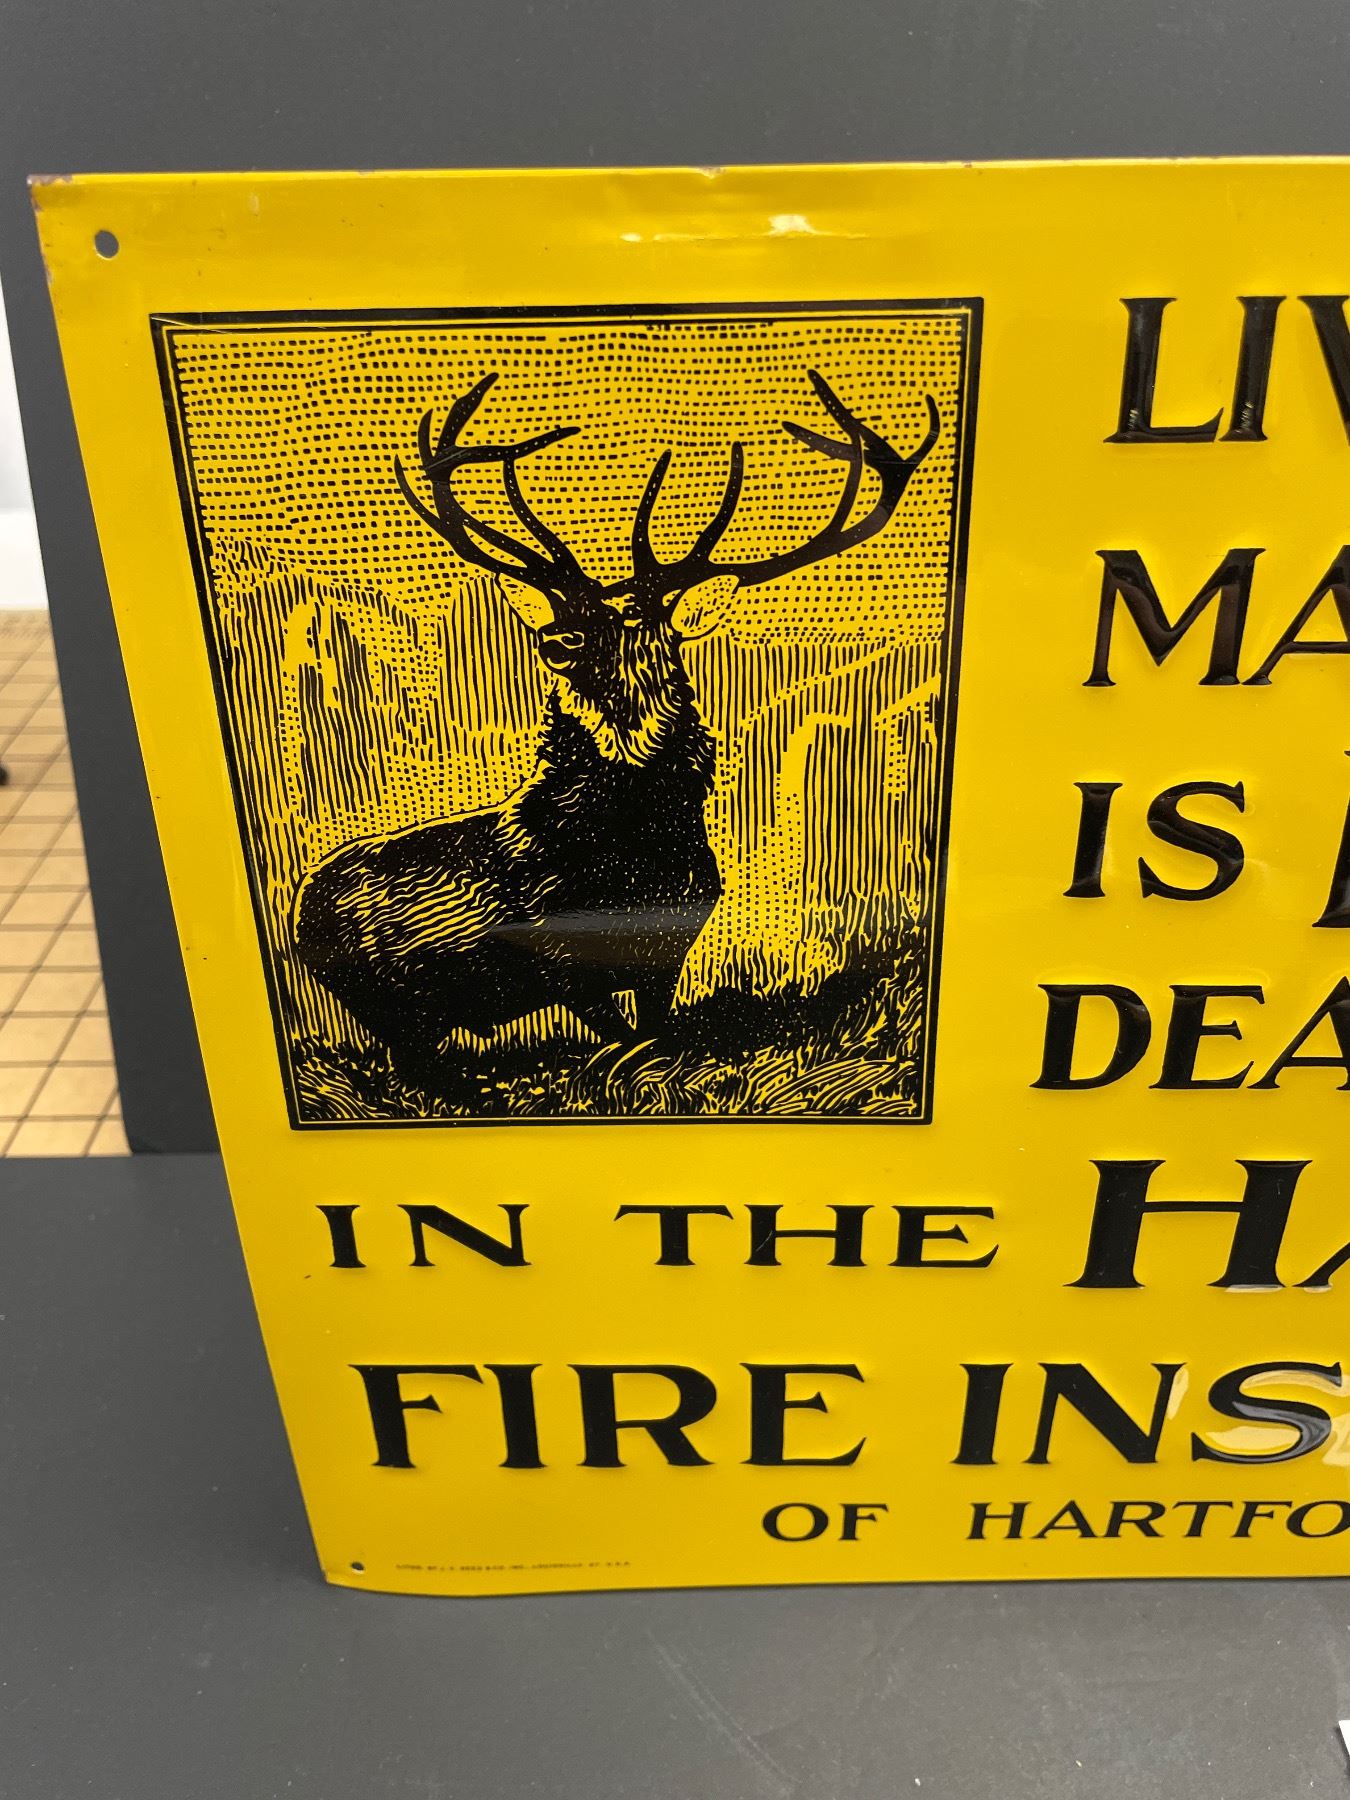 LIV
MA
IS
DEA
IN THE HA
FIRE INS
OF HARTFO